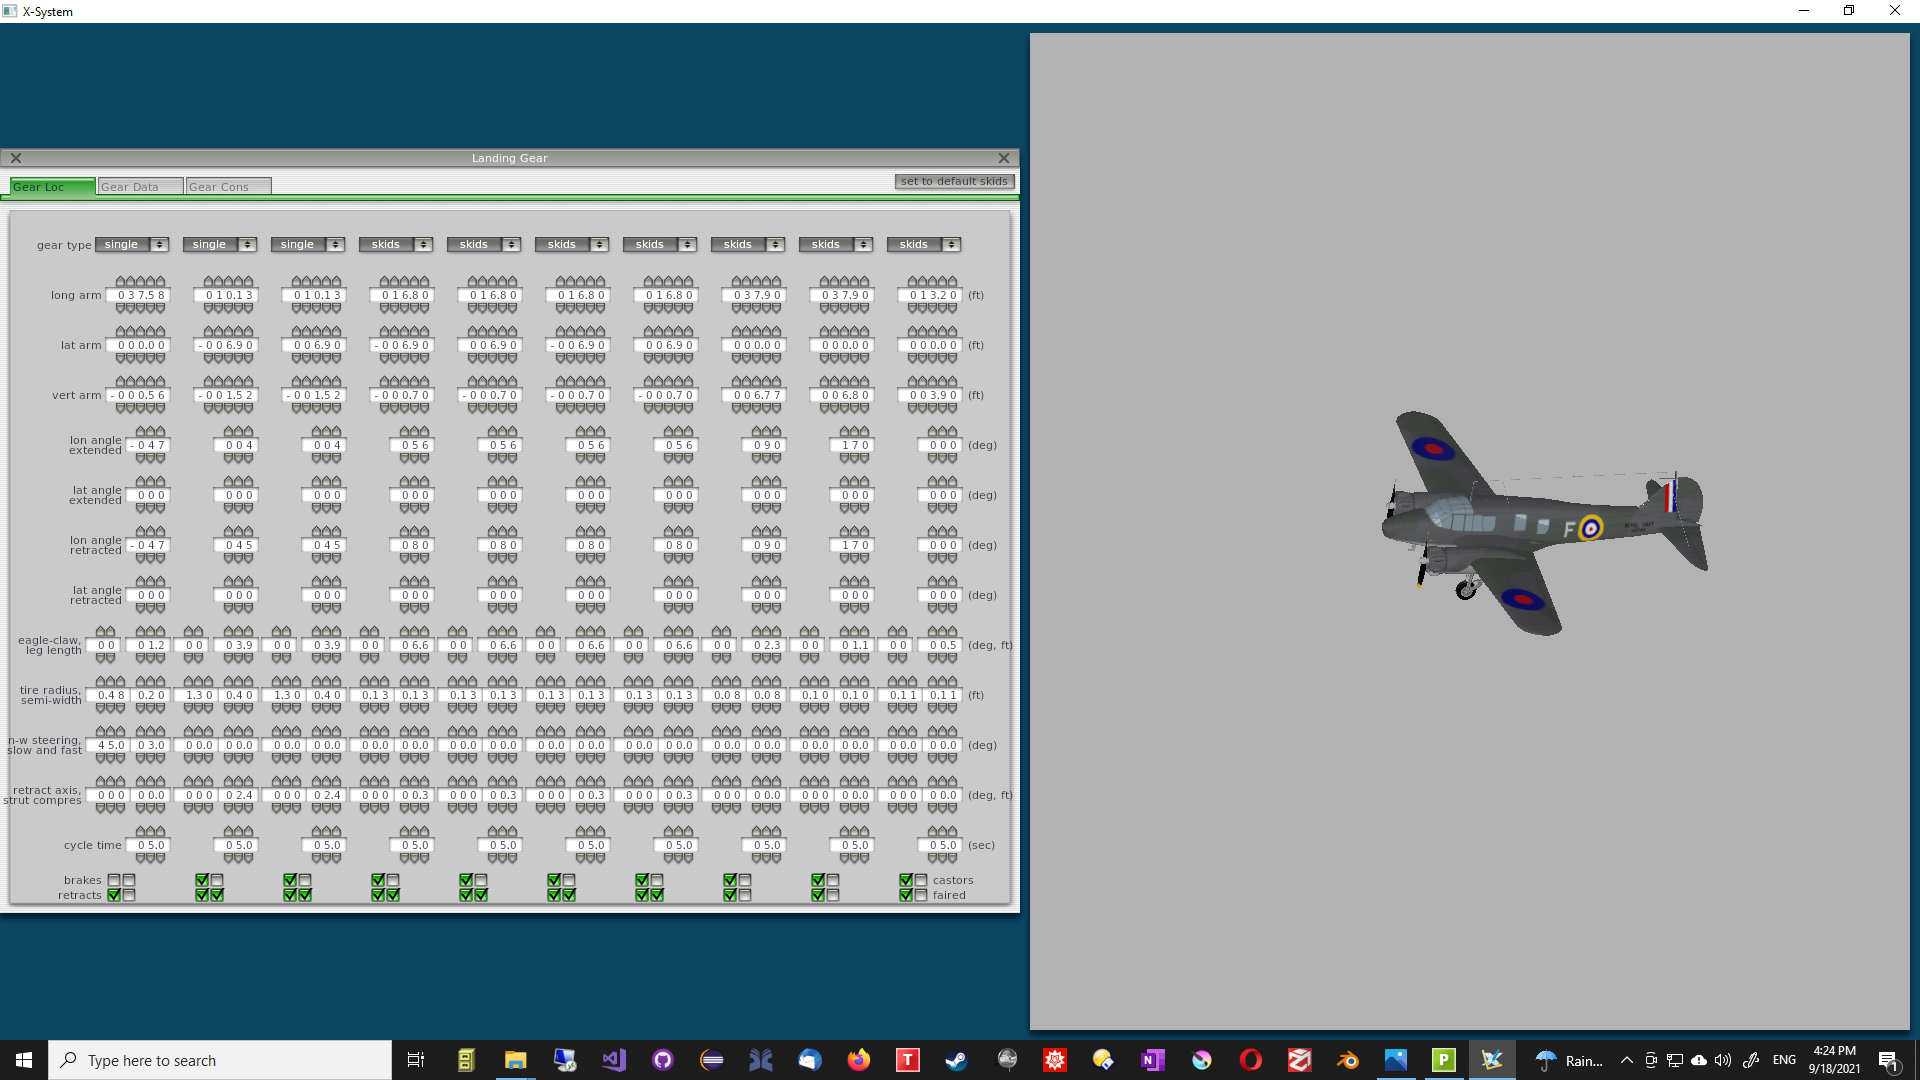 X-System
Landing Gear
Gear Loc Gear Data Gear Cons set to default skids
gear type single single single skids skids skids skids skids skids skids
long arm 037.58 010.13 010.13 016.80 016.80 016.80 016.80 037.90 037.90 013.20 (ft)
lat arm 000.00 -006.90 006.90 -006.90 006.90 -006.90 006.90 000.00 000.00 000.00 (ft)
vert arm -000.56 -001.52 -001.52 -000.70 -000.70 -000.70 -000.70 006.77 006.80 003.90 (ft)
lon angle
extended -047 004 004 056 056 056 056 090 170 000 (deg)
lat angle
extended 000 000 000 000 000 000 000 000 000 000 (deg)
lon angle
retracted -047 045 045 080 080 080 080 090 170 000 (deg)
lat angle
retracted 000 000 000 000 000 000 000 000 000 000 (deg)
eagle-claw,
leg length 00 01.2 00 03.9 00 03.9 00 06.6 00 06.6 00 06.6 00 06.6 00 02.3 00 01.1 00 00.5 (deg, ft)
tire radius,
semi-width 0.48 0.20 1.30 0.40 1.30 0.40 0.13 0.13 0.13 0.13 0.13 0.13 0.13 0.13 0.08 0.08 0.10 0.10 0.11 0.11 (ft)
n-w steering,
slow and fast 45.0 03.0 00.0 00.0 00.0 00.0 00.0 00.0 00.0 00.0 00.0 00.0 00.0 00.0 00.0 00.0 00.0 00.0 00.0 00.0 (deg)
retract axis,
strut compres 000 00.0 000 02.4 000 02.4 000 00.3 000 00.3 000 00.3 000 00.3 000 00.0 000 00.0 000 00.0 (deg, ft)
cycle time 05.0 05.0 05.0 05.0 05.0 05.0 05.0 05.0 05.0 05.0 (sec)
brakes castors
retracts faired
F
Type here to search
T
N
P
Rain...
ENG
4:24 PM
9/18/2021
1